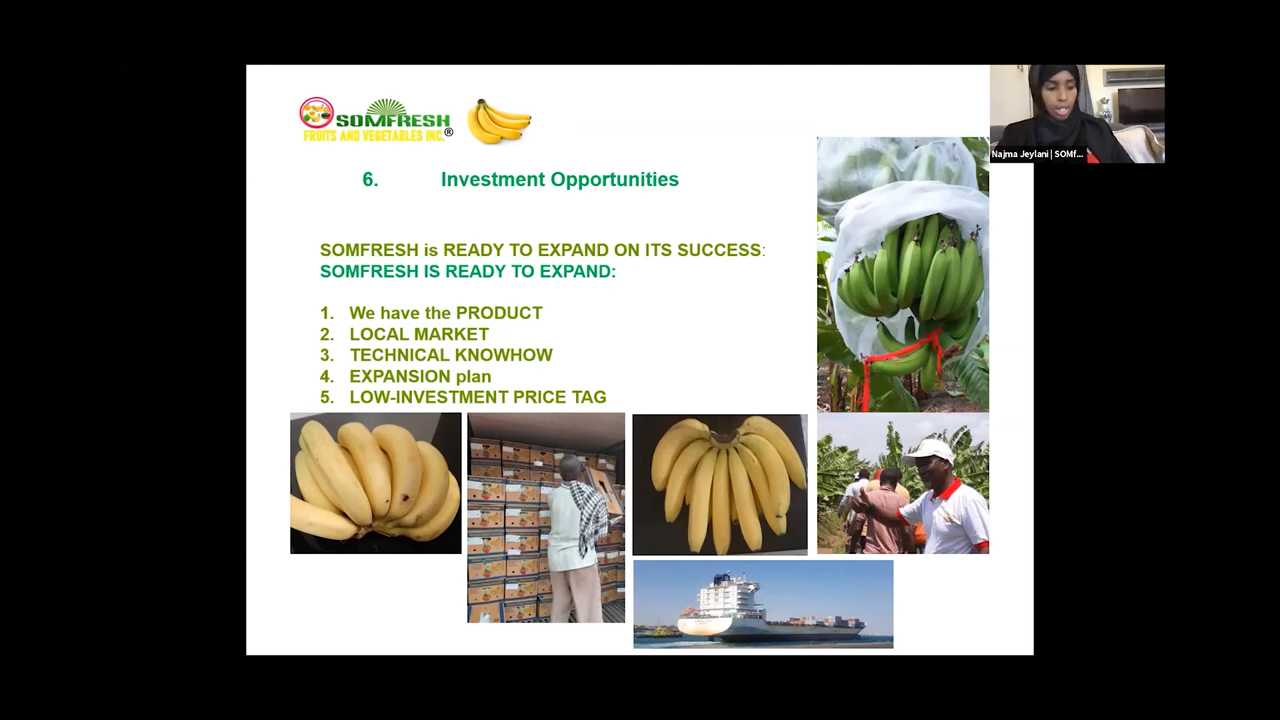 SOMFRESH
FRUITS AND VEGETABLES INC.®
Najma Jeylani | SOMf...
6. Investment Opportunities
SOMFRESH is READY TO EXPAND ON ITS SUCCESS:
SOMFRESH IS READY TO EXPAND:
1. We have the PRODUCT
2. LOCAL MARKET
3. TECHNICAL KNOWHOW
4. EXPANSION plan
5. LOW-INVESTMENT PRICE TAG